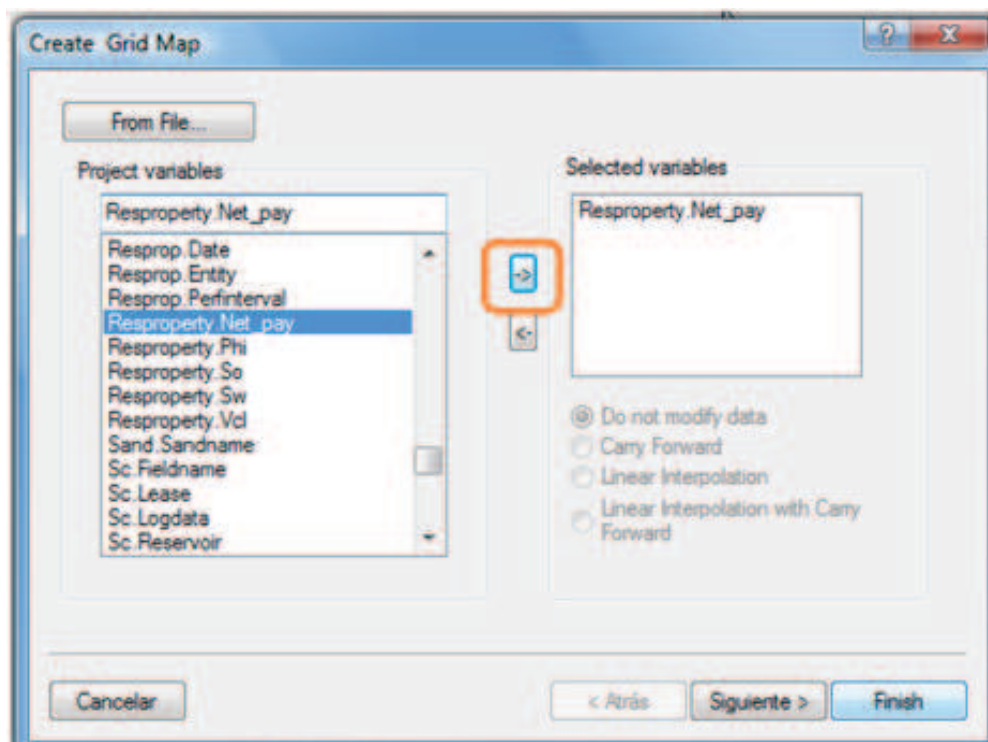 Create Grid Map
?
X
From File...
Project variables
Resproperty.Net_pay
Resprop.Date
Resprop.Entity
Resprop.Perfinterval
Resproperty.Net_pay
Resproperty.Phi
Resproperty.So
Resproperty.Sw
Resproperty.Vcl
Sand.Sandname
Sc.Fieldname
Sc.Lease
Sc.Logdata
Sc.Reservoir
->
<-
Selected variables
Resproperty.Net_pay
Do not modify data
Carry Forward
Linear Interpolation
Linear Interpolation with Carry
Forward
Cancelar
< Atrás
Siguiente >
Finish